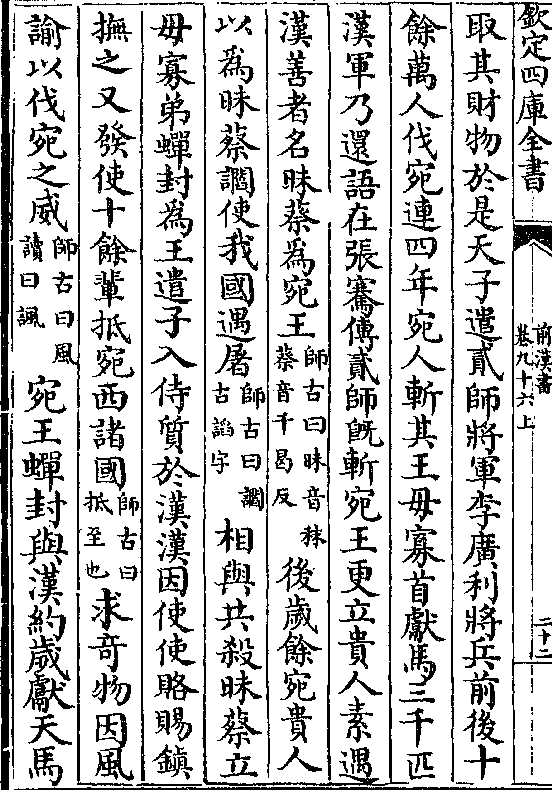 欽定四庫全書
前漢書
卷九十六上
二十二
取其財物於是天子遣貳師將軍李廣利將兵前後十
餘萬人伐宛連四年宛人斬其王毋寡首獻馬三千匹
漢軍乃還語在張騫傳貳師既斬宛王更立貴人素遇
漢善者名昧蔡為宛王師古曰昧音秣蔡音千曷反後歲餘宛貴人
以為昧蔡讇使我國遇屠師古曰讇古諂字相與共殺昧蔡立
毋寡弟蟬封為王遣子入侍質於漢漢因使使賂賜鎮
撫之又發使十餘輩抵宛西諸國師古曰抵至也求奇物因風
諭以伐宛之威師古曰風讀曰諷宛王蟬封與漢約歲獻天馬